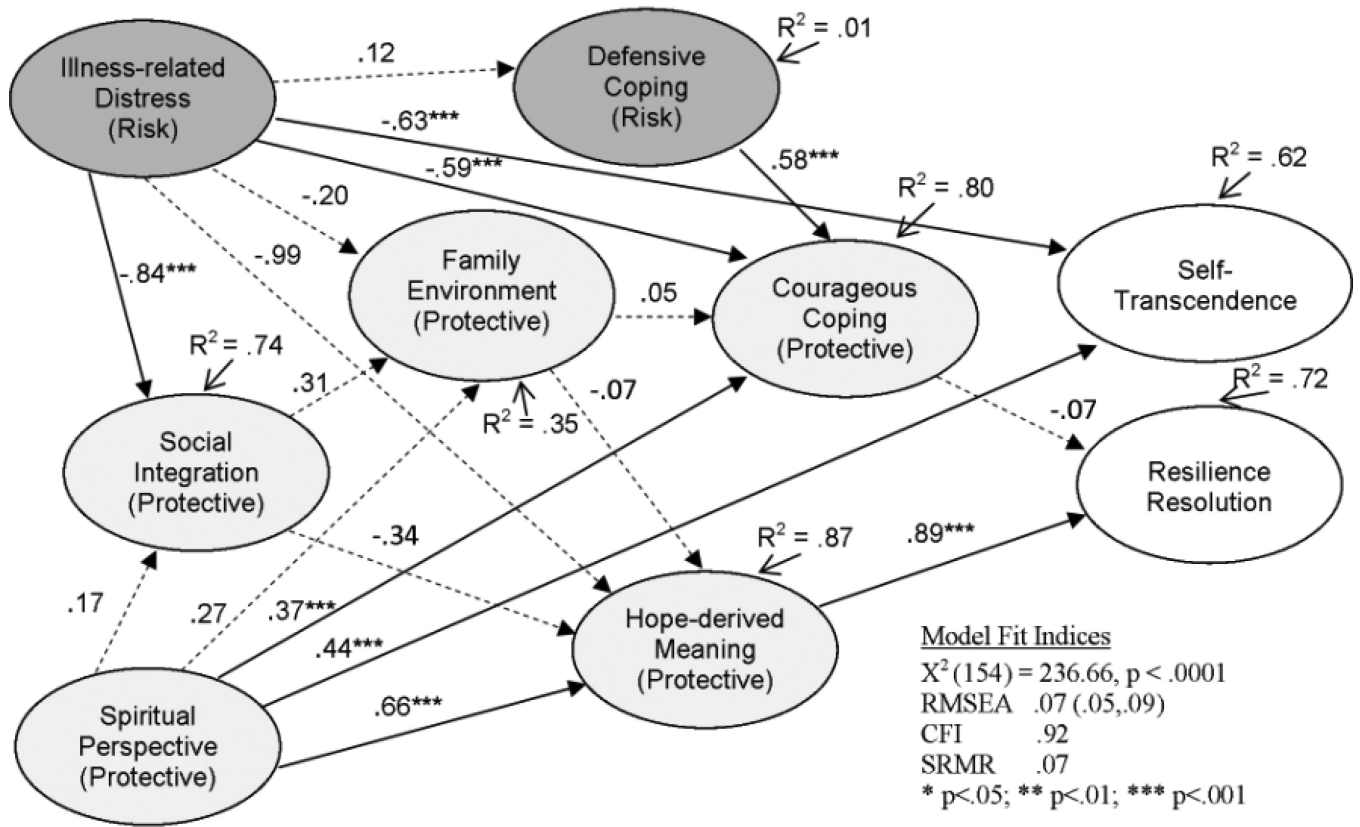 Illness-related
Distress
(Risk)
.12
Defensive
Coping
(Risk)
R² = .01
-.63***
-.59***
.58***
R² = .80
R² = .62
-.20
-.99
-.84***
Family
Environment
(Protective)
.05
Courageous
Coping
(Protective)
Self-
Transcendence
R² = .74
.31
R² = .35
-.07
-.07
R² = .72
Social
Integration
(Protective)
Resilience
Resolution
-.34
R² = .87
.89***
.17
.27
.37***
.44***
.66***
Hope-derived
Meaning
(Protective)
Spiritual
Perspective
(Protective)
Model Fit Indices
X² (154) = 236.66, p < .0001
RMSEA .07 (.05,.09)
CFI .92
SRMR .07
* p<.05; ** p<.01; *** p<.001